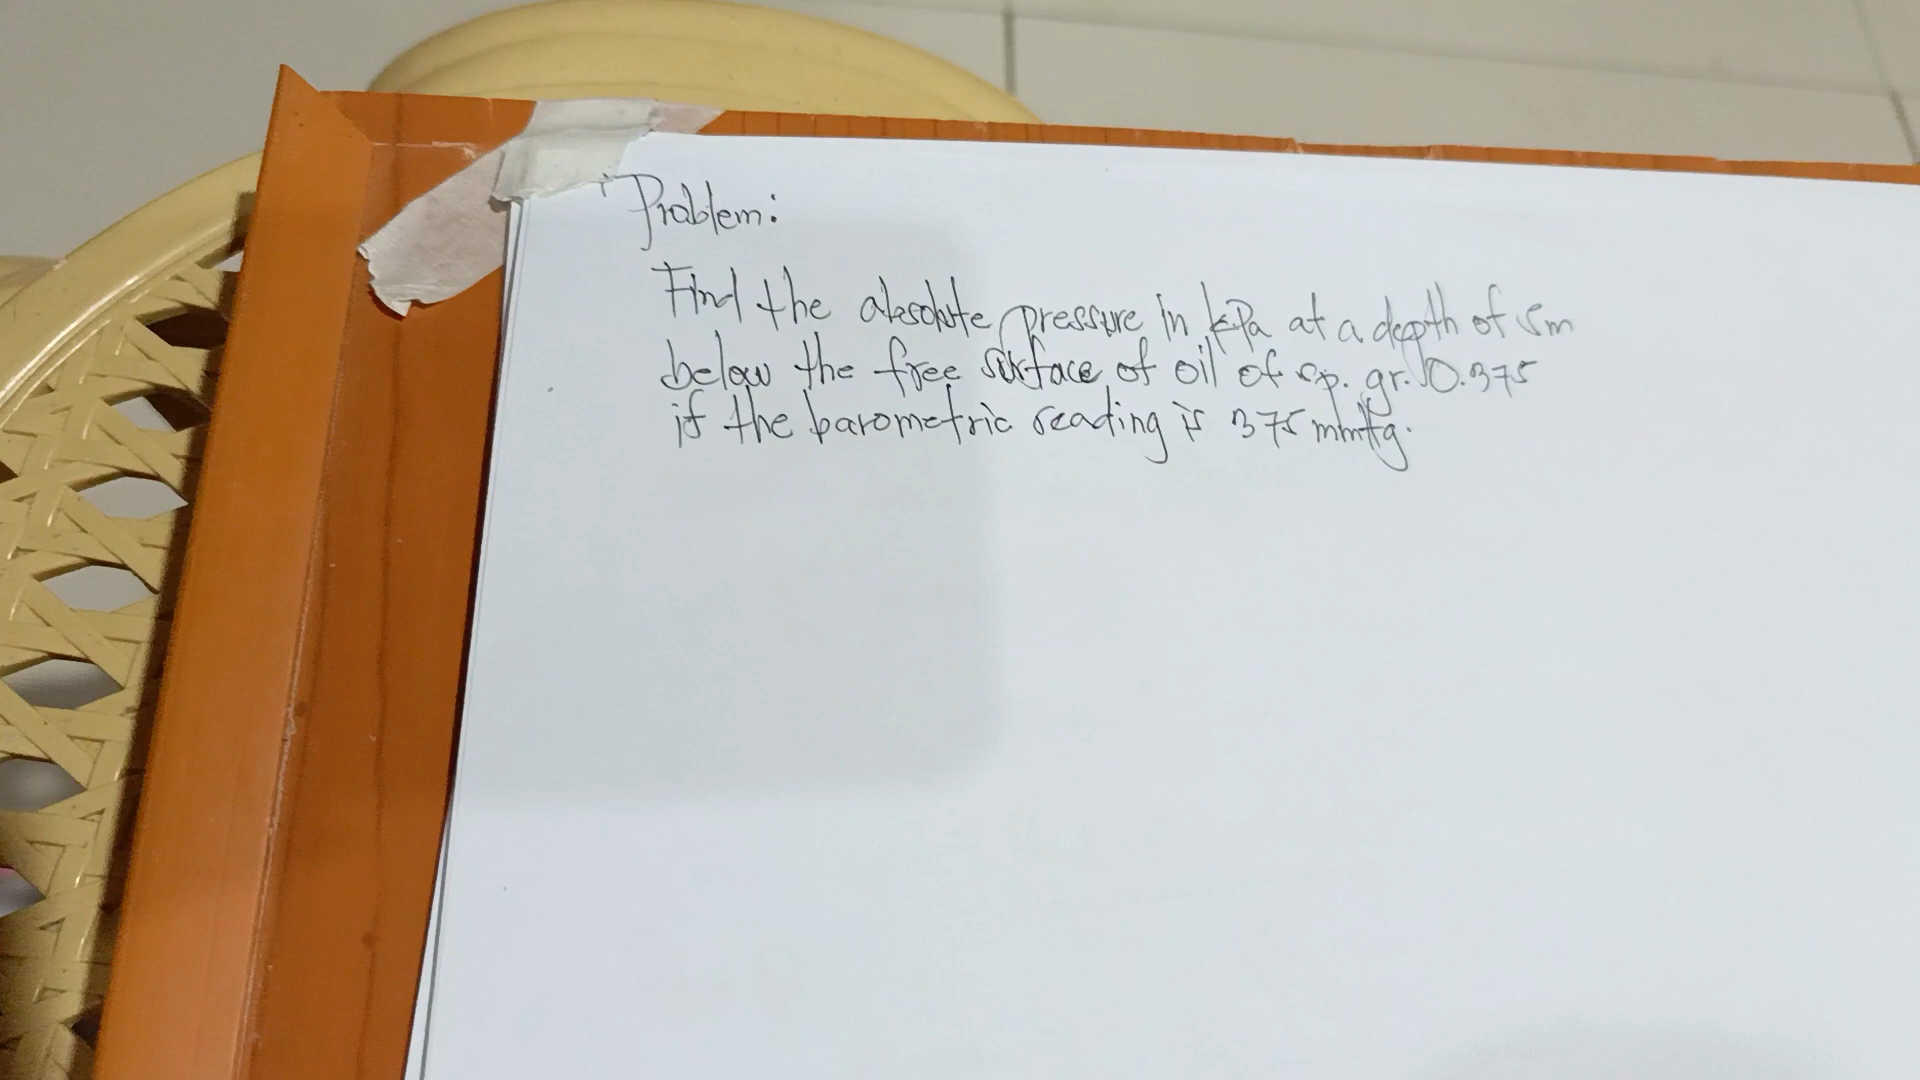 Problem:
Find the absolute pressure in kPa at a depth of 5m
below the free surface of oil of sp. gr. 0.375
if the barometric reading is 375 mmHg.